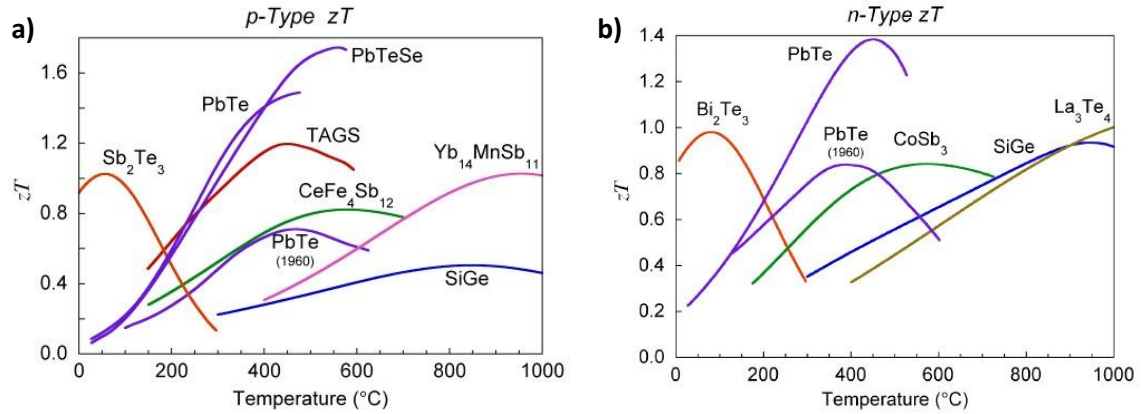 a)
p-Type zT
PbTeSe
PbTe
TAGS
Sb₂Te₃
Yb₁₄MnSb₁₁
CeFe₄Sb₁₂
PbTe
(1960)
SiGe
zT
1.6
1.2
0.8
0.4
0.0
0 200 400 600 800 1000
Temperature (°C)
b)
n-Type zT
PbTe
Bi₂Te₃
PbTe
(1960)
CoSb₃
SiGe
La₃Te₄
zT
1.4
1.2
1.0
0.8
0.6
0.4
0.2
0.0
0 200 400 600 800 1000
Temperature (°C)